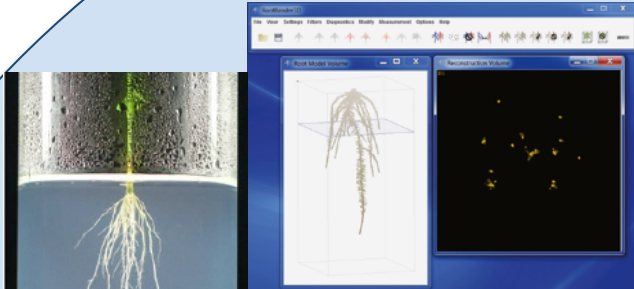 RootReader3D
File View Settings Filters Diagnostics Modify Measurement Options Help
Root Model Volume
Reconstruction Volume